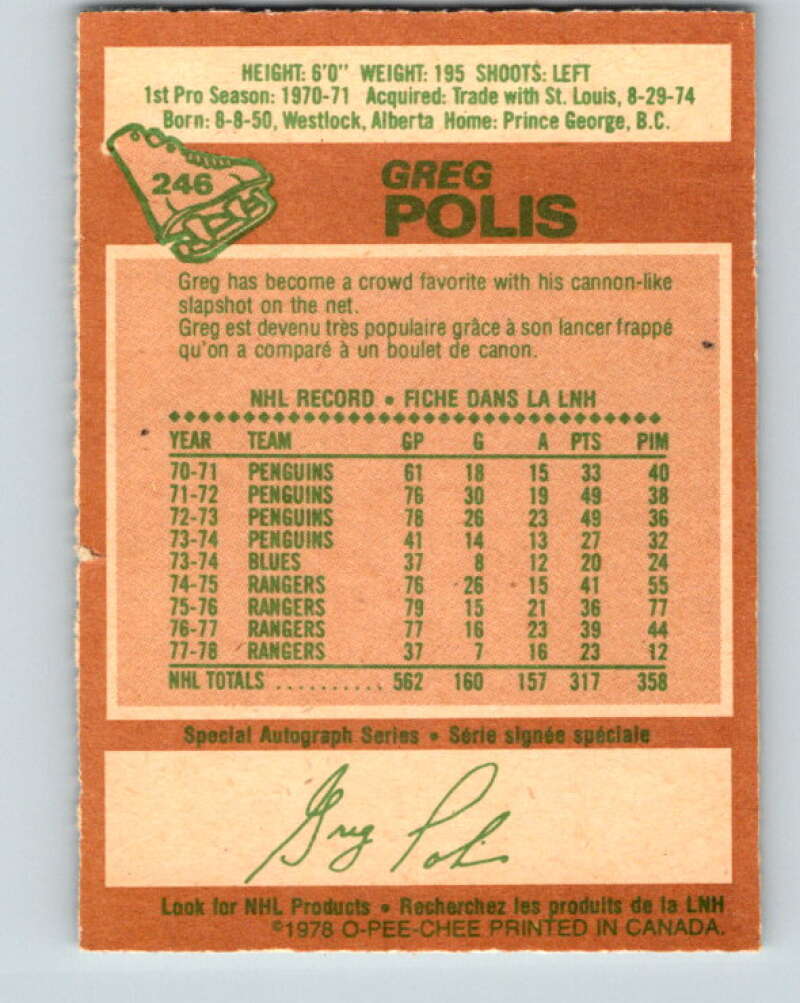 HEIGHT: 6'0" WEIGHT: 195 SHOOTS: LEFT
1st Pro Season: 1970-71 Acquired: Trade with St. Louis, 8-29-74
Born: 8-8-50, Westlock, Alberta Home: Prince George, B.C.
246
GREG
POLIS
Greg has become a crowd favorite with his cannon-like
slapshot on the net.
Greg est devenu très populaire grâce à son lancer frappé
qu'on a comparé à un boulet de canon.
NHL RECORD • FICHE DANS LA LNH
YEAR TEAM GP G A PTS PIM
70-71 PENGUINS 61 18 15 33 40
71-72 PENGUINS 76 30 19 49 38
72-73 PENGUINS 78 26 23 49 36
73-74 PENGUINS 41 14 13 27 32
73-74 BLUES 37 8 12 20 24
74-75 RANGERS 76 26 15 41 55
75-76 RANGERS 79 15 21 36 77
76-77 RANGERS 77 16 23 39 44
77-78 RANGERS 37 7 16 23 12
NHL TOTALS .......... 562 160 157 317 358
Special Autograph Series • Série signée spéciale
Greg Polis
Look for NHL Products • Recherchez les produits de la LNH
©1978 O-PEE-CHEE PRINTED IN CANADA.